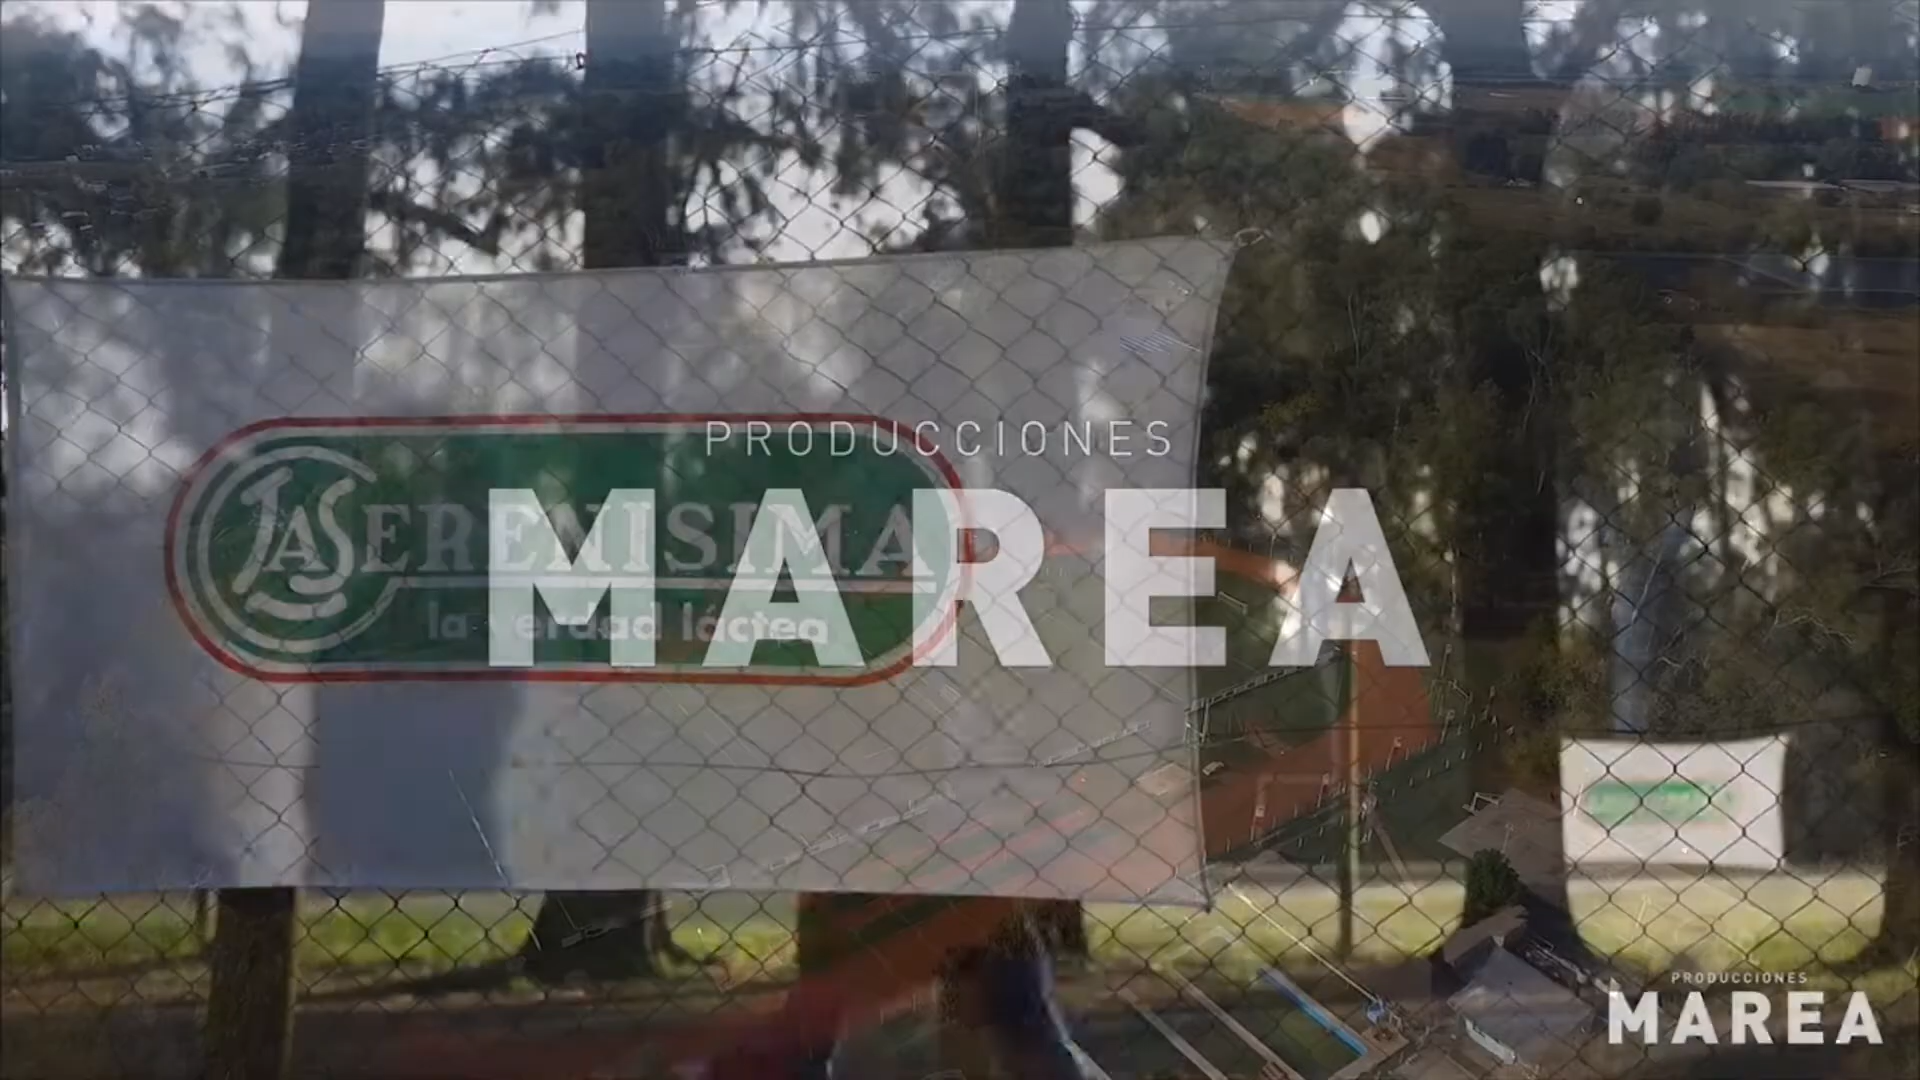 PRODUCCIONES
MAREA
LA SERENISIMA
la verdad láctea
PRODUCCIONES
MAREA